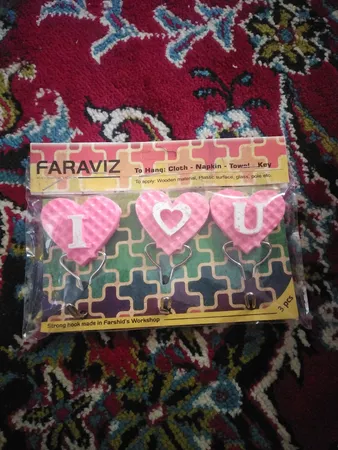 FARAVIZ
To Hang: Cloth - Napkin - Towel - Key
To apply: Wooden material, Plastic surface, glass, door etc.
I U
Strong hook made in Farshid's Workshop
3 pcs